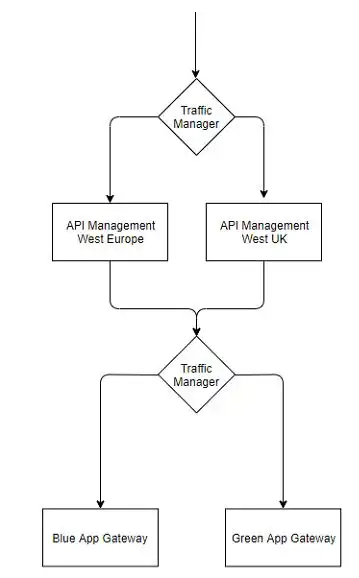 Traffic
Manager
API Management
West Europe
API Management
West UK
Traffic
Manager
Blue App Gateway
Green App Gateway